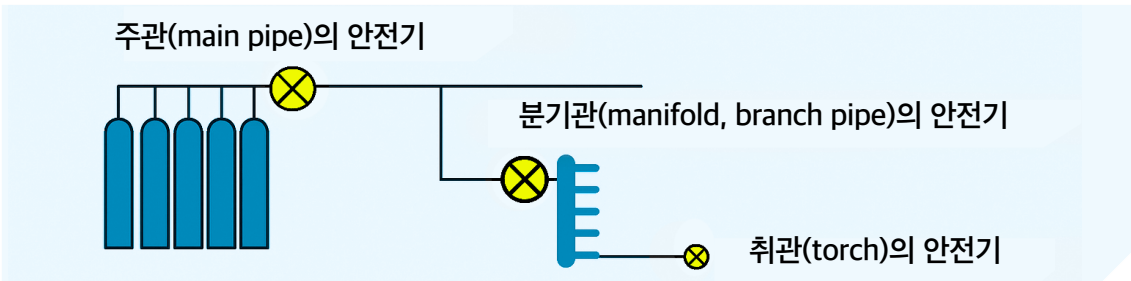 주관(main pipe)의 안전기
분기관(manifold, branch pipe)의 안전기
취관(torch)의 안전기